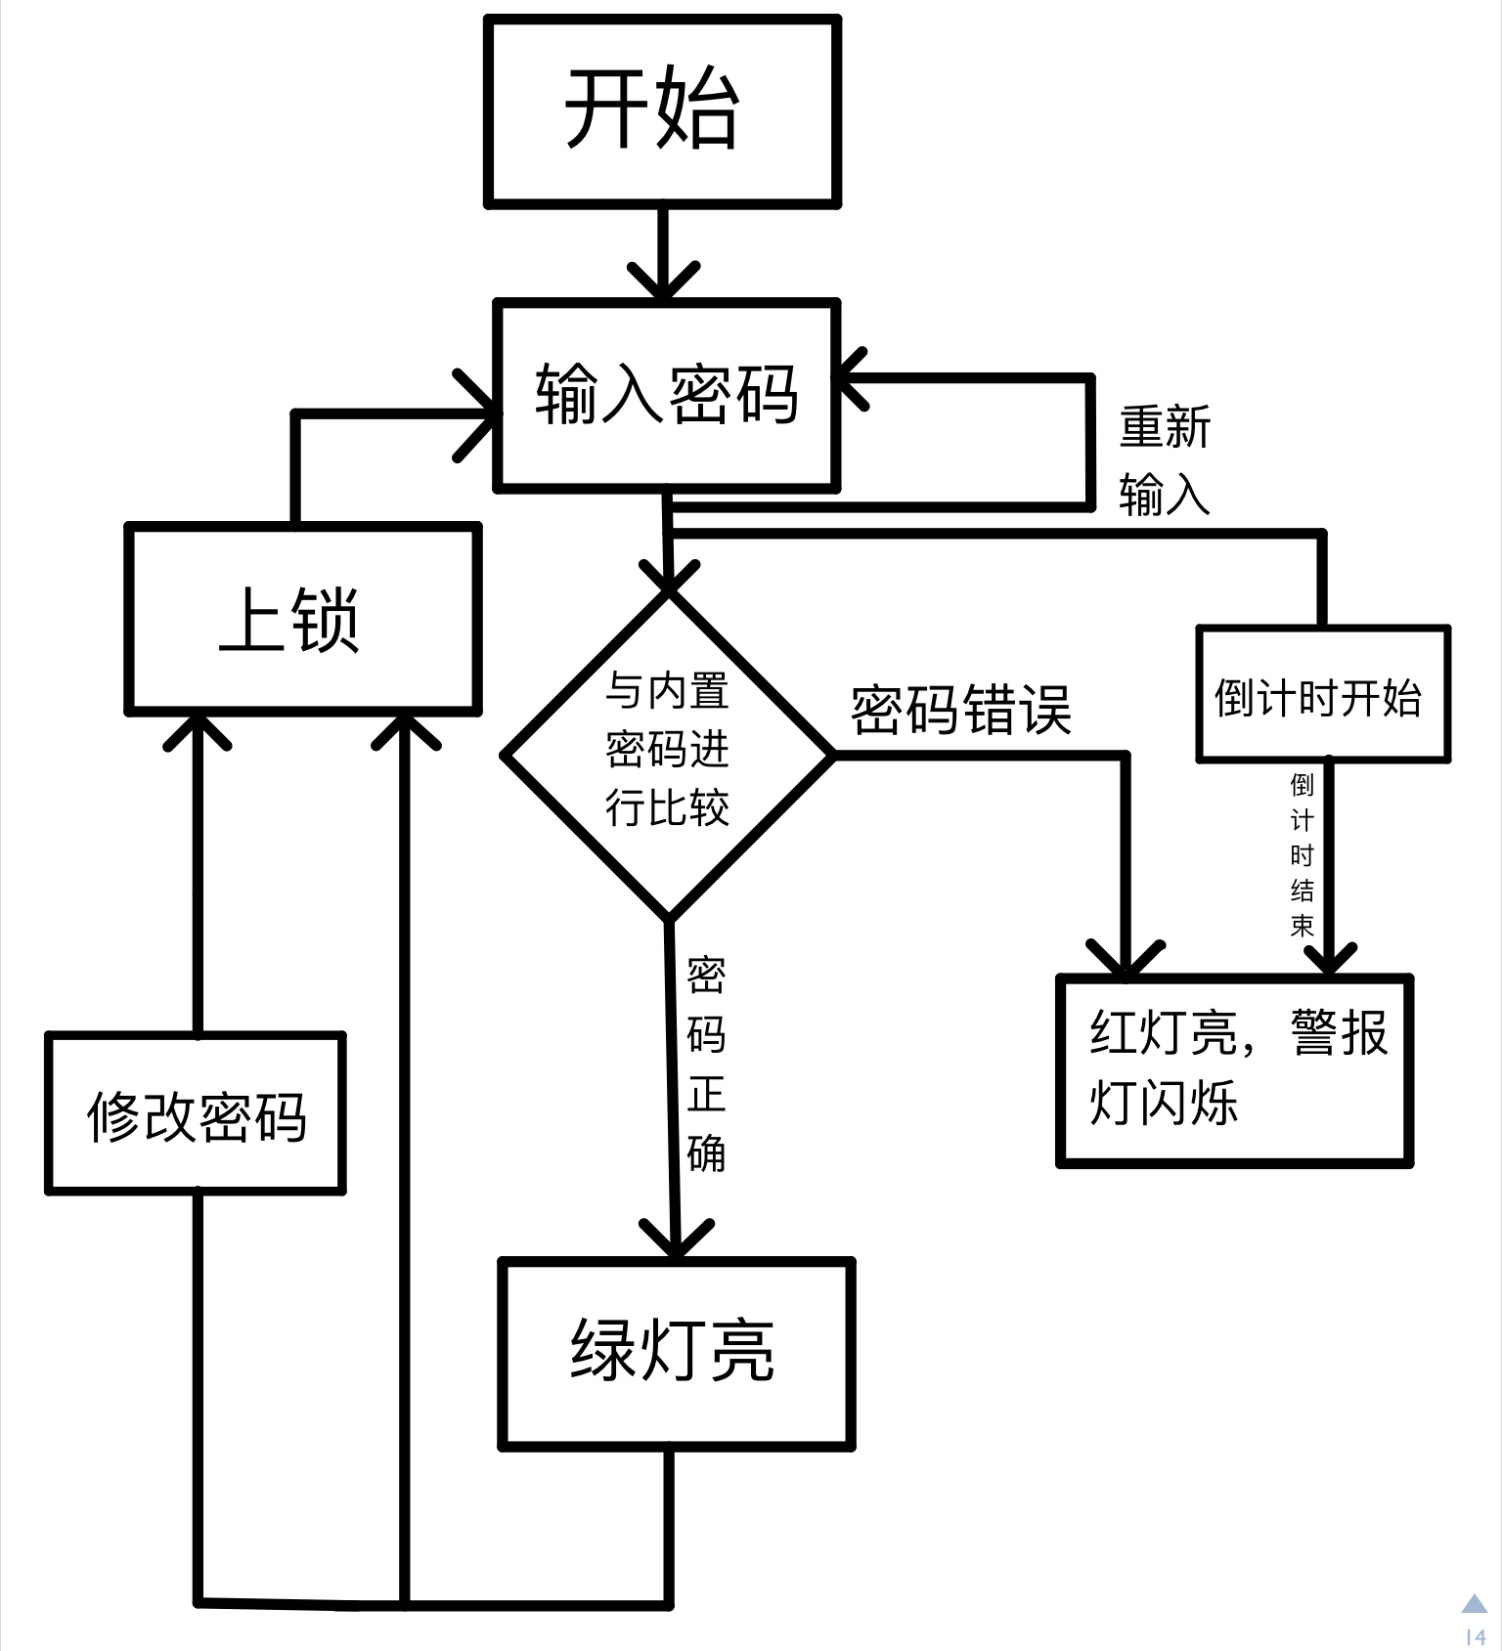 开始
输入密码
重新
输入
上锁
与内置
密码进
行比较
密码错误
倒计时开始
倒
计
时
结
束
密
码
正
确
红灯亮，警报
灯闪烁
修改密码
绿灯亮
14